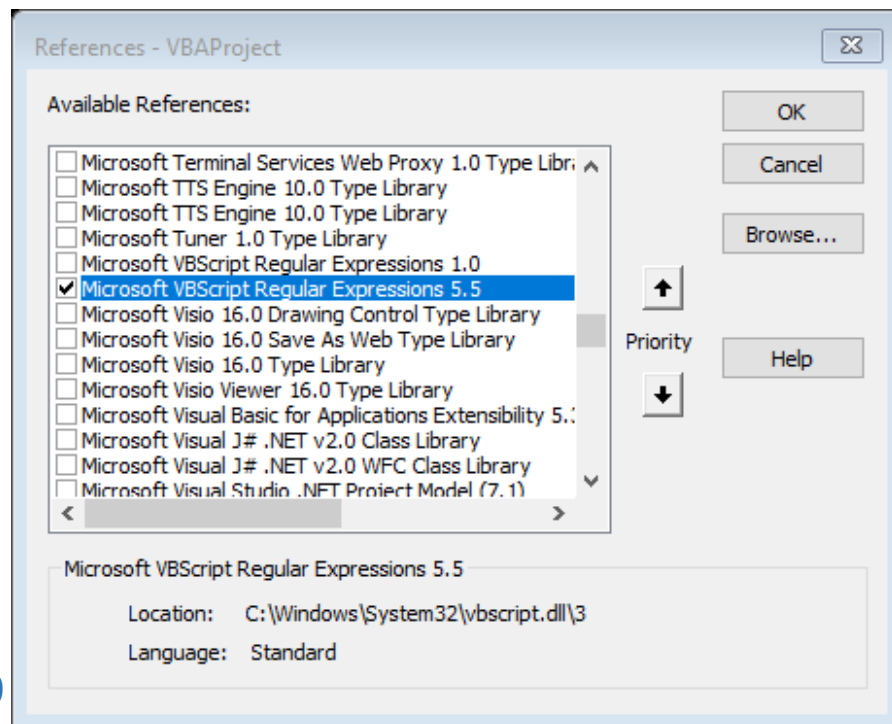 References - VBAProject
Available References:
OK
Cancel
Browse...
Microsoft Terminal Services Web Proxy 1.0 Type Libra
Microsoft TTS Engine 10.0 Type Library
Microsoft TTS Engine 10.0 Type Library
Microsoft Tuner 1.0 Type Library
Microsoft VBScript Regular Expressions 1.0
Microsoft VBScript Regular Expressions 5.5
Microsoft Visio 16.0 Drawing Control Type Library
Microsoft Visio 16.0 Save As Web Type Library
Microsoft Visio 16.0 Type Library
Microsoft Visio Viewer 16.0 Type Library
Microsoft Visual Basic for Applications Extensibility 5.3
Microsoft Visual J# .NET v2.0 Class Library
Microsoft Visual J# .NET v2.0 WFC Class Library
Microsoft Visual Studio .NET Project Model (7.1)
Priority
Help
Microsoft VBScript Regular Expressions 5.5
Location: C:\Windows\System32\vbscript.dll\3
Language: Standard